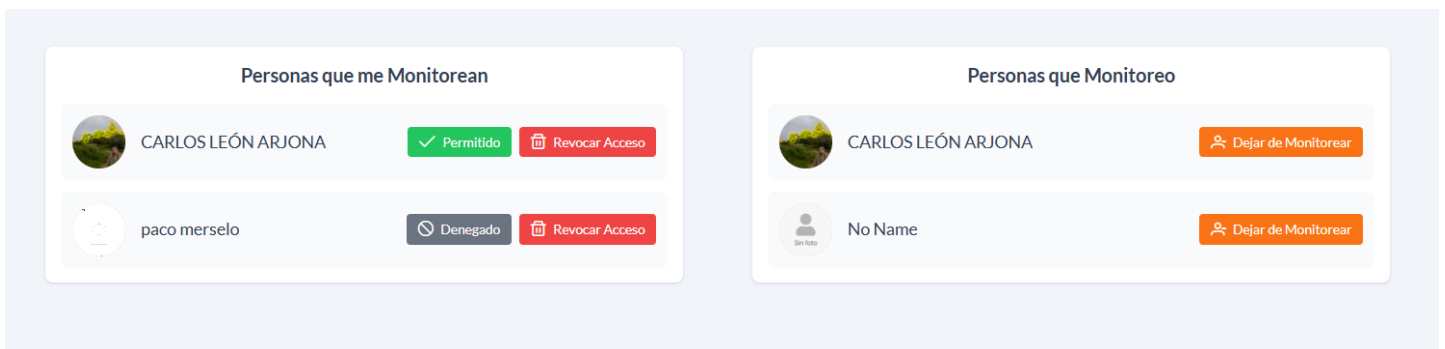 Personas que me Monitorean
CARLOS LEÓN ARJONA
Permitido
Revocar Acceso
paco merselo
Denegado
Revocar Acceso
Personas que Monitoreo
CARLOS LEÓN ARJONA
Dejar de Monitorear
Sin foto
No Name
Dejar de Monitorear